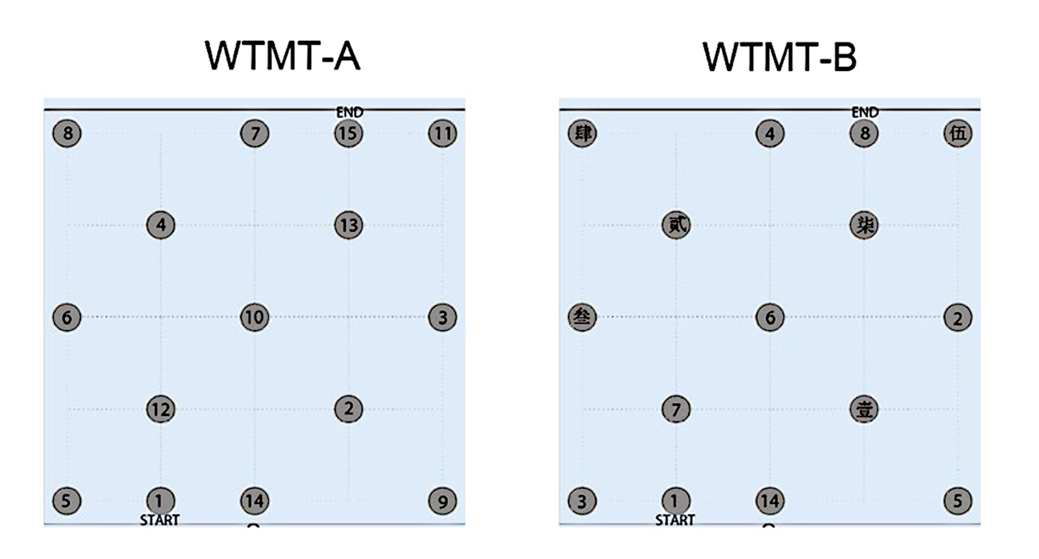 WTMT-A
END
8 7 15 11
4 13
6 10 3
12 2
5 1 14 9
START
WTMT-B
END
肆 4 8 伍
贰 柒
叁 6 2
7 壹
3 1 14 5
START